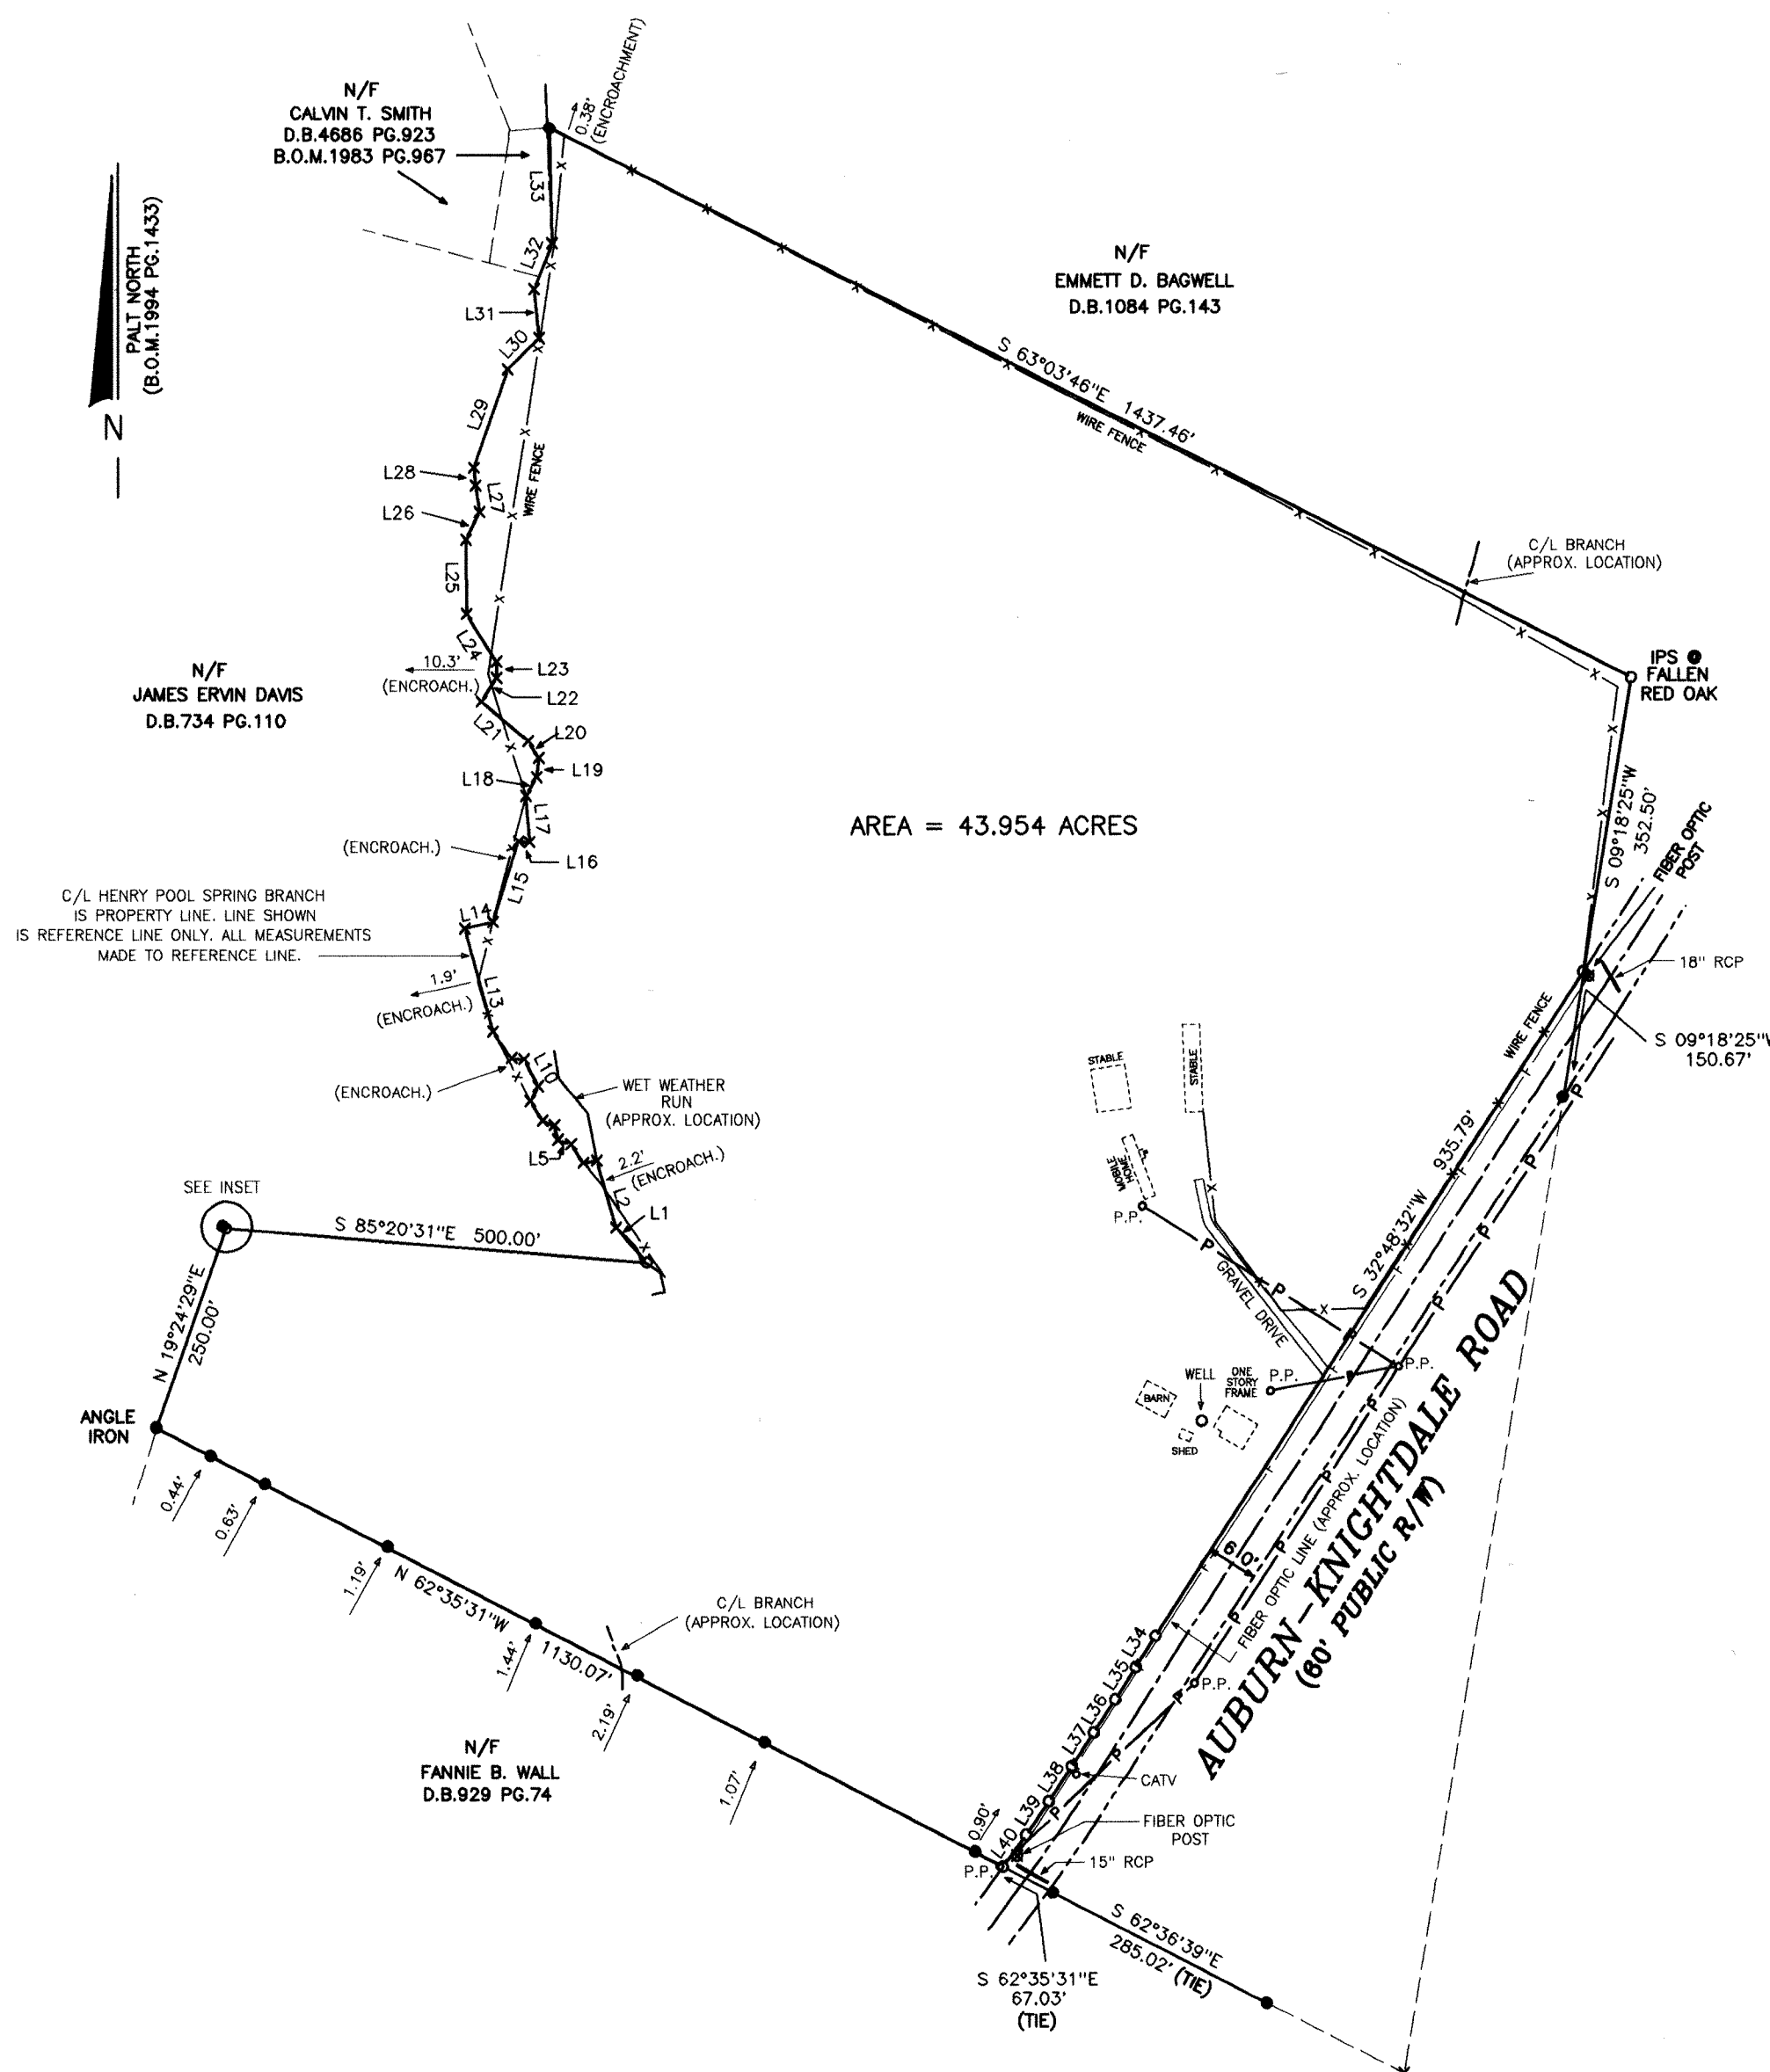 N/F
CALVIN T. SMITH
D.B.4686 PG.923
B.O.M.1983 PG.967
0.38'
(ENCROACHMENT)
PALT NORTH
(B.O.M.1994 PG.1433)
N
N/F
EMMETT D. BAGWELL
D.B.1084 PG.143
S 63°03'46"E 1437.46'
WIRE FENCE
C/L BRANCH
(APPROX. LOCATION)
IPS @
FALLEN
RED OAK
L33
L32
L31
L30
L29
WIRE FENCE
L28
L27
L26
L25
L24
L23
L22
10.3'
(ENCROACH.)
L21
L20
L19
L18
L17
L16
(ENCROACH.)
L15
L14
N/F
JAMES ERVIN DAVIS
D.B.734 PG.110
AREA = 43.954 ACRES
S 09°18'25"W
352.50'
FIBER OPTIC
POST
18" RCP
S 09°18'25"W
150.67'
C/L HENRY POOL SPRING BRANCH
IS PROPERTY LINE. LINE SHOWN
IS REFERENCE LINE ONLY. ALL MEASUREMENTS
MADE TO REFERENCE LINE.
1.9'
(ENCROACH.)
L13
(ENCROACH.)
L10
WET WEATHER
RUN
(APPROX. LOCATION)
L5
2.2'
(ENCROACH.)
L2
L1
SEE INSET
S 85°20'31"E 500.00'
N 19°24'29"E
250.00'
ANGLE
IRON
STABLE
STABLE
MOBILE
HOME
P.P.
P
P
GRAVEL DRIVE
WIRE FENCE
S 32°48'32"W 935.79'
P
P
P
P
P
P.P.
WELL
ONE
STORY
FRAME
P.P.
BARN
SHED
FIBER OPTIC LINE (APPROX. LOCATION)
AUBURN-KNIGHTDALE ROAD
(60' PUBLIC R/W)
P
P
P
P
P
P.P.
P
P
P
0.44'
0.63'
1.19'
N 62°35'31"W 1130.07'
1.44'
2.19'
C/L BRANCH
(APPROX. LOCATION)
1.07'
0.90'
N/F
FANNIE B. WALL
D.B.929 PG.74
L34
L35
L36
L37
L38
L39
L40
CATV
FIBER OPTIC
POST
15" RCP
P.P.
S 62°36'39"E
285.02' (TIE)
S 62°35'31"E
67.03'
(TIE)